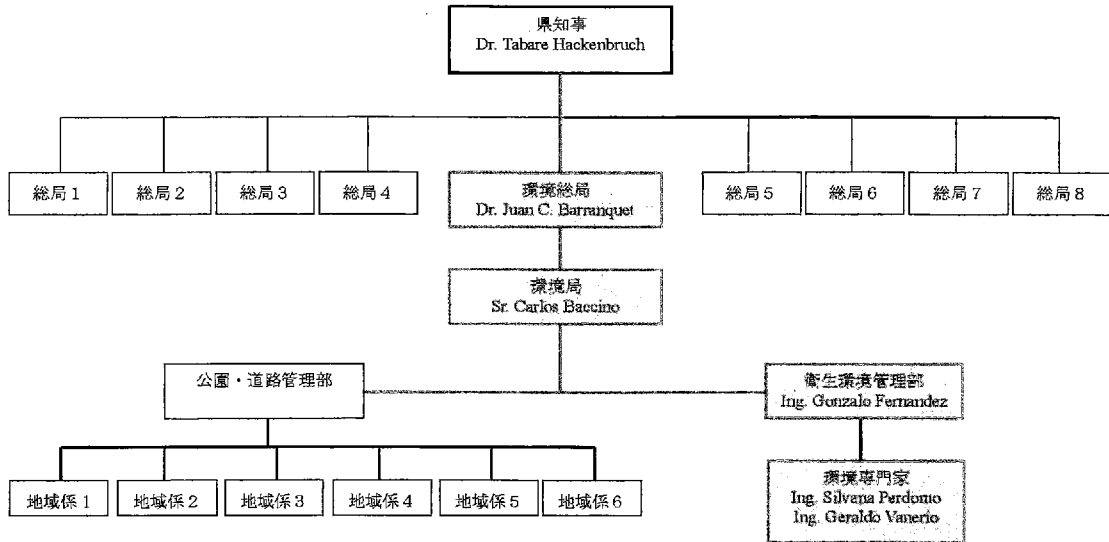 県知事
Dr. Tabare Hackenbruch
総局1
総局2
総局3
総局4
環境総局
Dr. Juan C. Barranquet
総局5
総局6
総局7
総局8
環境局
Sr. Carlos Baccino
公園・道路管理部
衛生環境管理部
Ing. Gonzalo Fernandez
地域係1
地域係2
地域係3
地域係4
地域係5
地域係6
環境専門家
Ing. Silvana Perdomo
Ing. Geraldo Vanerio